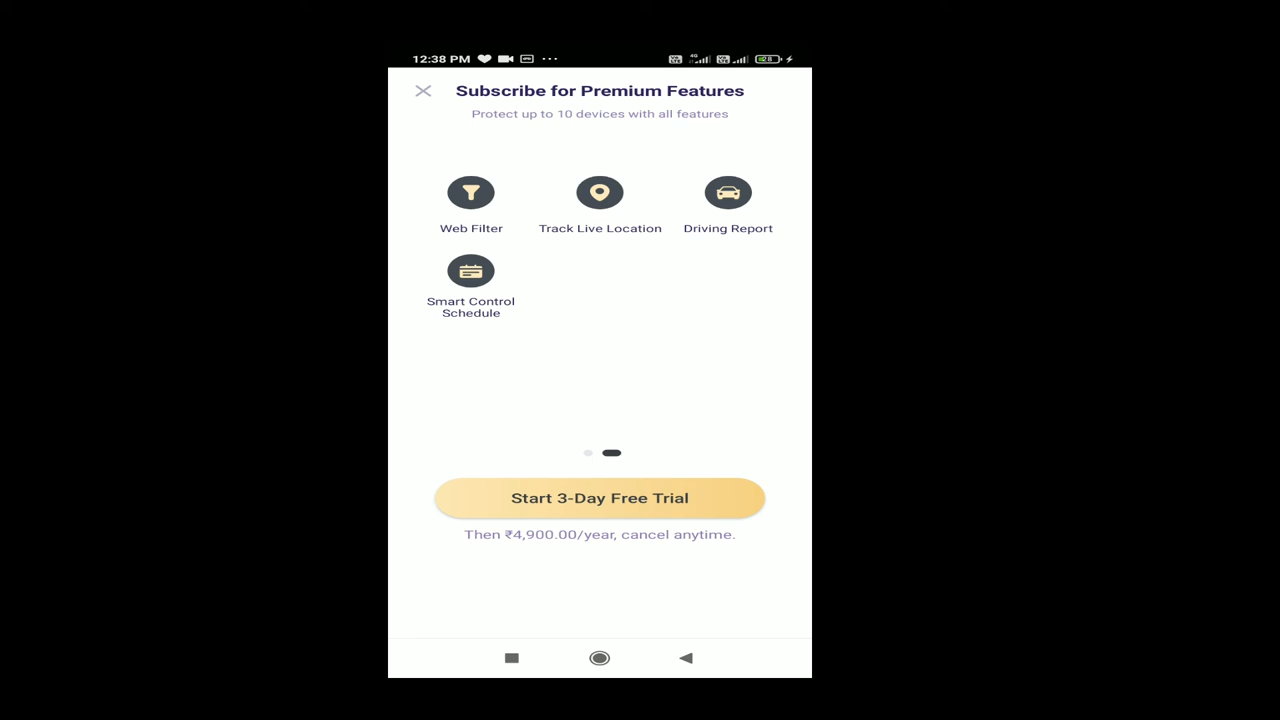 12:38 PM
28
Subscribe for Premium Features
Protect up to 10 devices with all features
Web Filter
Track Live Location
Driving Report
Smart Control
Schedule
Start 3-Day Free Trial
Then ₹4,900.00/year, cancel anytime.